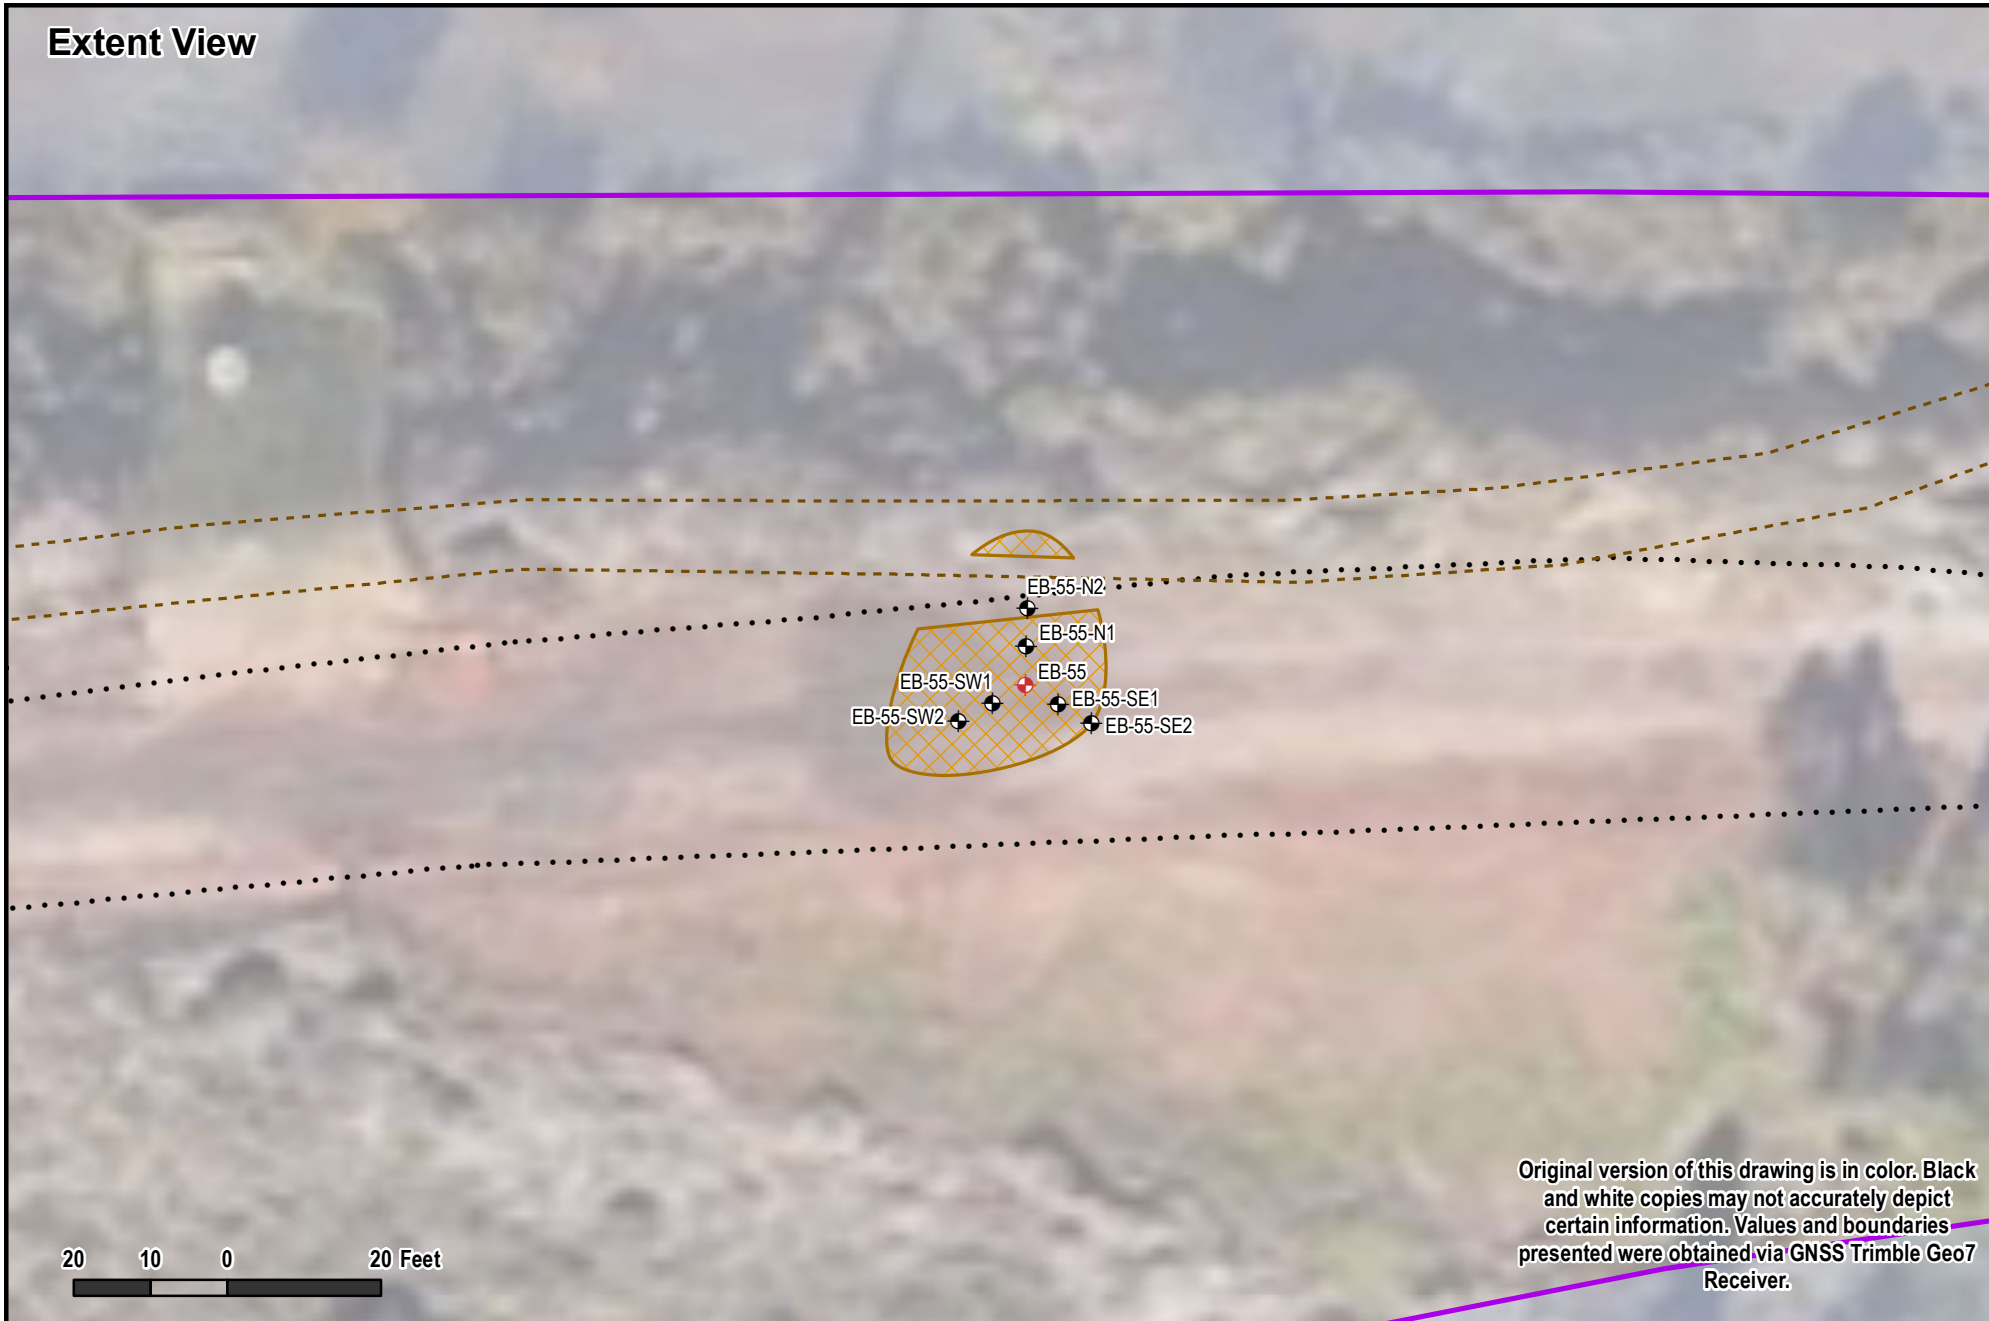 Extent View
EB-55-N2
EB-55-N1
EB-55
EB-55-SW1
EB-55-SE1
EB-55-SW2
EB-55-SE2
Original version of this drawing is in color. Black
and white copies may not accurately depict
certain information. Values and boundaries
presented were obtained via GNSS Trimble Geo7
Receiver.
20 10 0 20 Feet